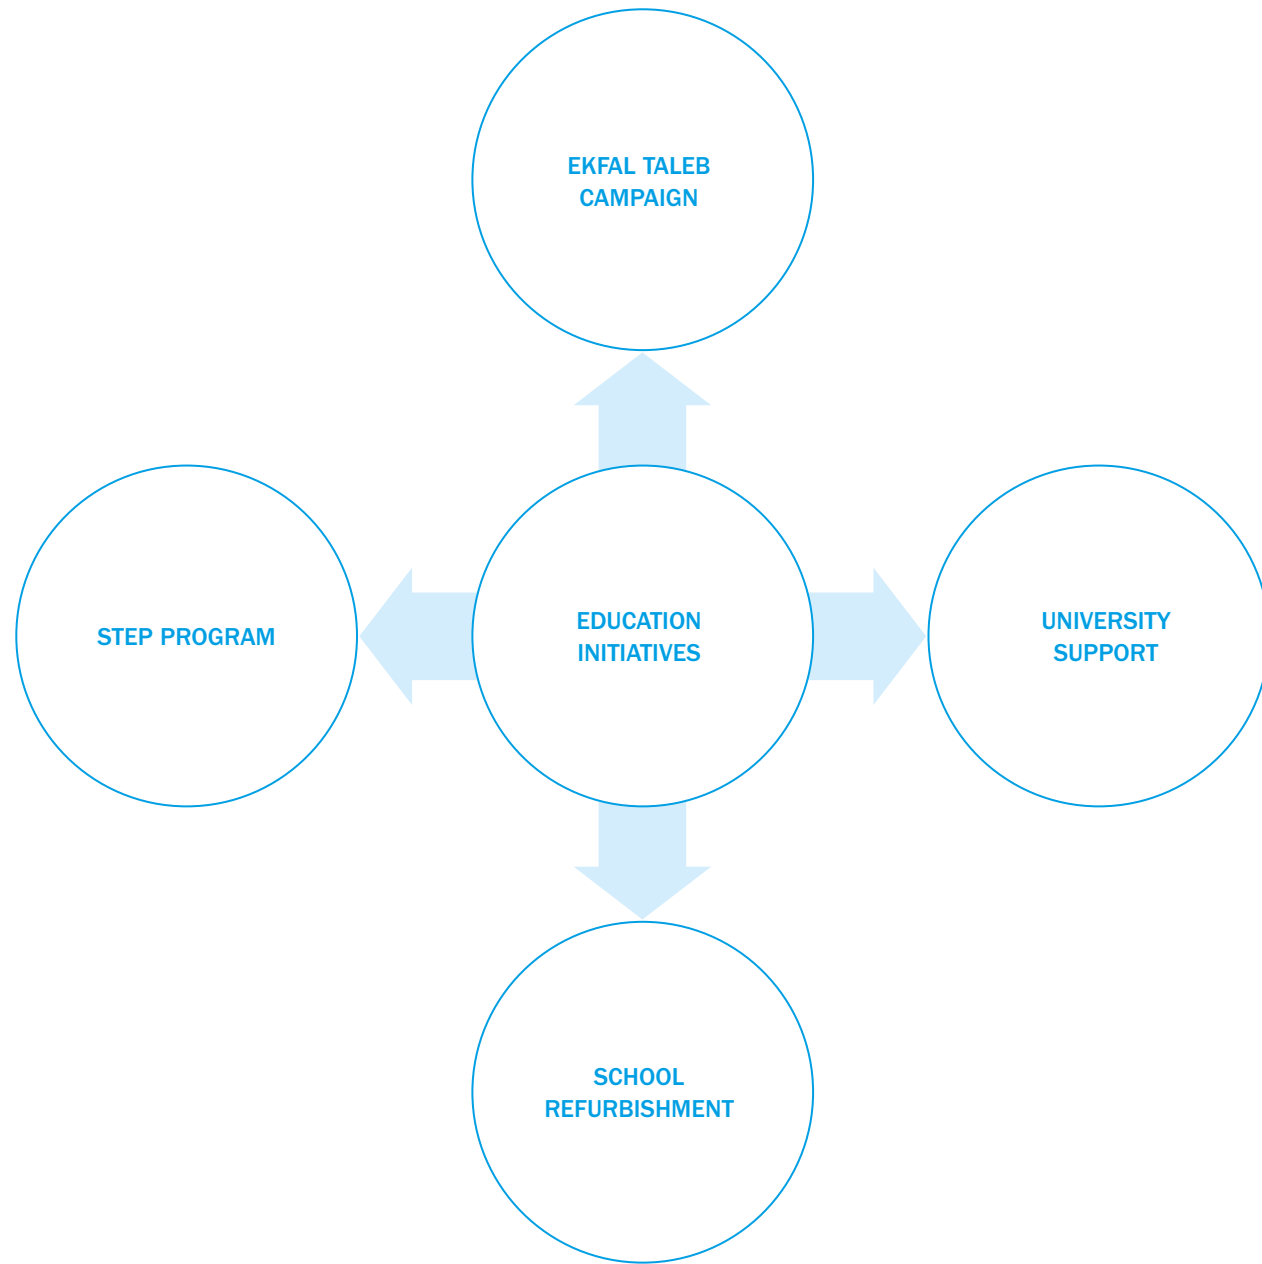 EKFAL TALEB
CAMPAIGN
STEP PROGRAM
EDUCATION
INITIATIVES
UNIVERSITY
SUPPORT
SCHOOL
REFURBISHMENT